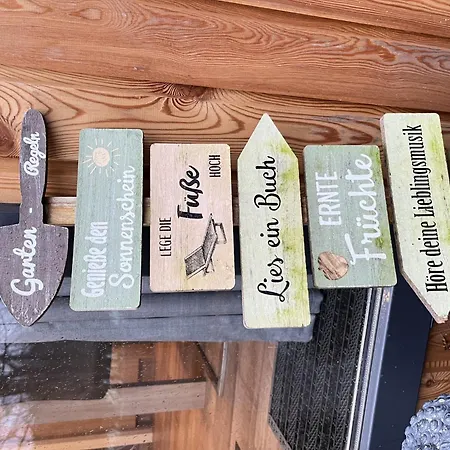 Garten - Regeln
Genieße den
Sonnenschein
LEGE DIE
Füße
HOCH
Lies ein Buch
ERNTE
Früchte
Höre deine Lieblingsmusik